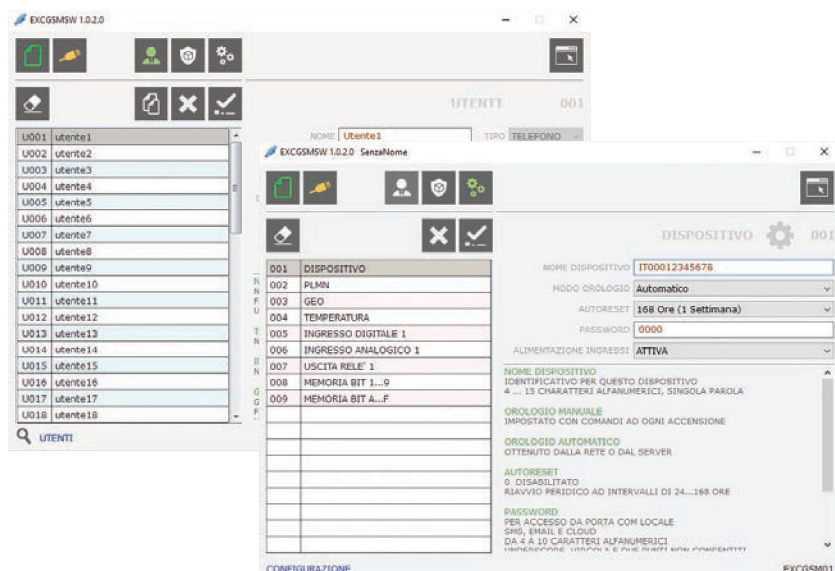 EXCGSMSW 1.0.2.0
UTENTI 001
NOME Utente1 TIPO TELEFONO
U001 utente1
U002 utente2
U003 utente3
U004 utente4
U005 utente5
U006 utente6
U007 utente7
U008 utente8
U009 utente9
U010 utente10
U011 utente11
U012 utente12
U013 utente13
U014 utente14
U015 utente15
U016 utente16
U017 utente17
U018 utente18
UTENTI
EXCGSMSW 1.0.2.0 SenzaNome
DISPOSITIVO 001
001 DISPOSITIVO
002 PLMN
003 GEO
004 TEMPERATURA
005 INGRESSO DIGITALE 1
006 INGRESSO ANALOGICO 1
007 USCITA RELE' 1
008 MEMORIA BIT 1...9
009 MEMORIA BIT A...F
NOME DISPOSITIVO IT00012345678
MODO OROLOGIO Automatico
AUTORESET 168 Ore (1 Settimana)
PASSWORD 0000
ALIMENTAZIONE INGRESSI ATTIVA
NOME DISPOSITIVO
IDENTIFICATIVO PER QUESTO DISPOSITIVO
4 ... 15 CHARATTERI ALFANUMERICI, SINGOLA PAROLA
OROLOGIO MANUALE
IMPOSTATO CON COMANDI AD OGNI ACCENSIONE
OROLOGIO AUTOMATICO
OTTENUTO DALLA RETE O DAL SERVER
AUTORESET
0 DISABILITATO
RIAVVIO PERIDICO AD INTERVALLI DI 24...168 ORE
PASSWORD
PER ACCESSO DA PORTA COM LOCALE
SMS, EMAIL E CLOUD
DA 4 A 10 CARATTERI ALFANUMERICI
UNDERSCORE, VIRGOLA E DUE PUNTI NON CONSENTITI
CONFIGURAZIONE
EXCGSM01